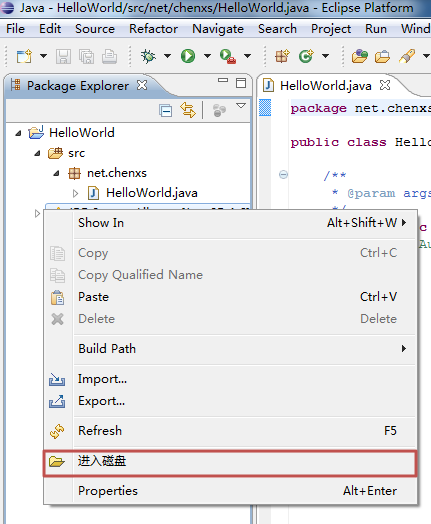 Java - HelloWorld/src/net/chenxs/HelloWorld.java - Eclipse Platform
File Edit Source Refactor Navigate Search Project Run Wind
Package Explorer
HelloWorld.java
HelloWorld
src
net.chenxs
HelloWorld.java
package net.chenxs
public class Hello
/**
* @param args
Show In Alt+Shift+W
Copy Ctrl+C
Copy Qualified Name
Paste Ctrl+V
Delete Delete
Build Path
Import...
Export...
Refresh F5
进入磁盘
Properties Alt+Enter